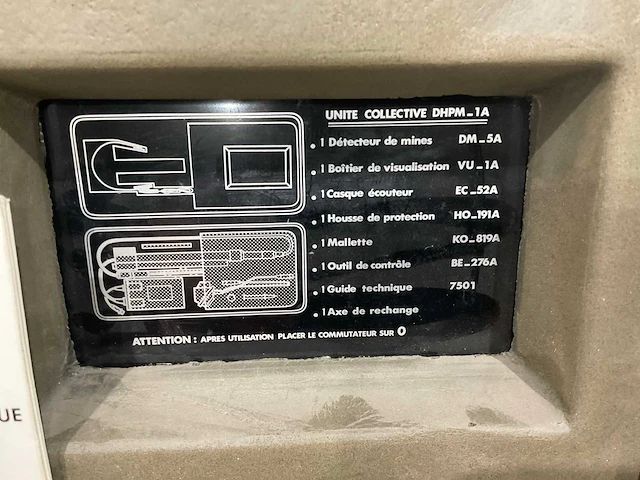 UNITE COLLECTIVE DHPM_1A
. 1 Détecteur de mines DM_5A
. 1 Boîtier de visualisation VU_1A
. 1 Casque écouteur EC_52A
. 1 Housse de protection HO_191A
. 1 Mallette KO_819A
. 1 Outil de contrôle BE_276A
. 1 Guide technique 7501
. 1 Axe de rechange
ATTENTION : APRES UTILISATION PLACER LE COMMUTATEUR SUR O
UE